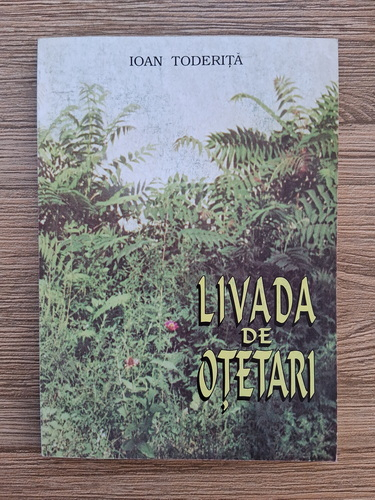 IOAN TODERIȚĂ
LIVADA
DE
OȚETARI